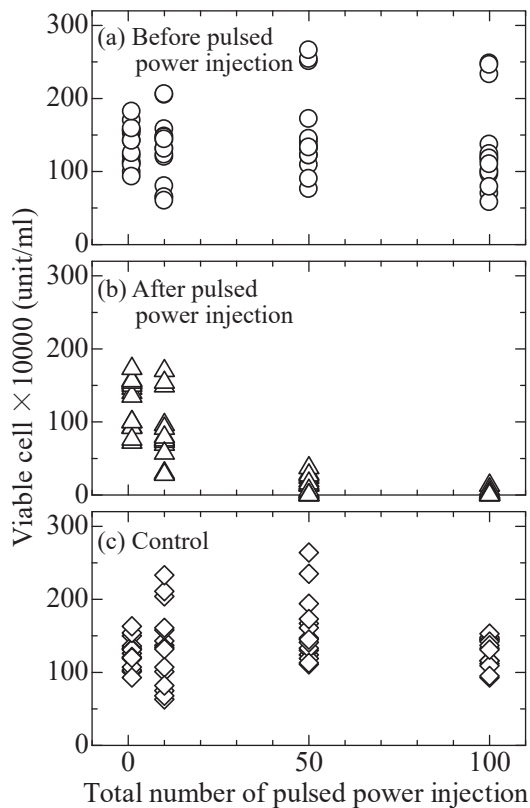 300
(a) Before pulsed
power injection
200
100
0
300
(b) After pulsed
power injection
200
100
0
300
(c) Control
200
100
0
Viable cell ×10000 (unit/ml)
0 50 100
Total number of pulsed power injection